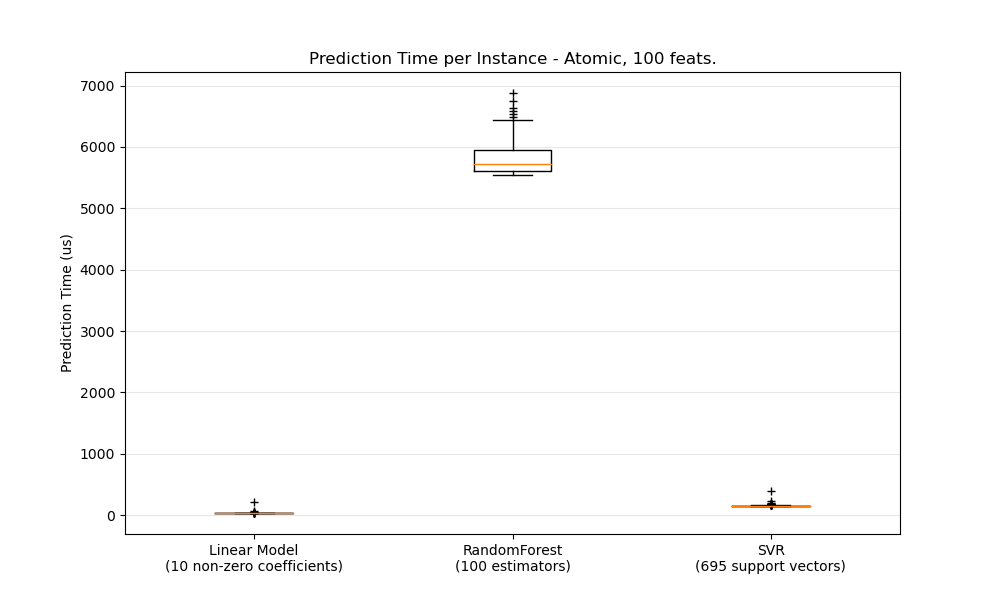 Prediction Time per Instance - Atomic, 100 feats.
Prediction Time (us)
7000
6000
5000
4000
3000
2000
1000
0
Linear Model
(10 non-zero coefficients)
RandomForest
(100 estimators)
SVR
(695 support vectors)